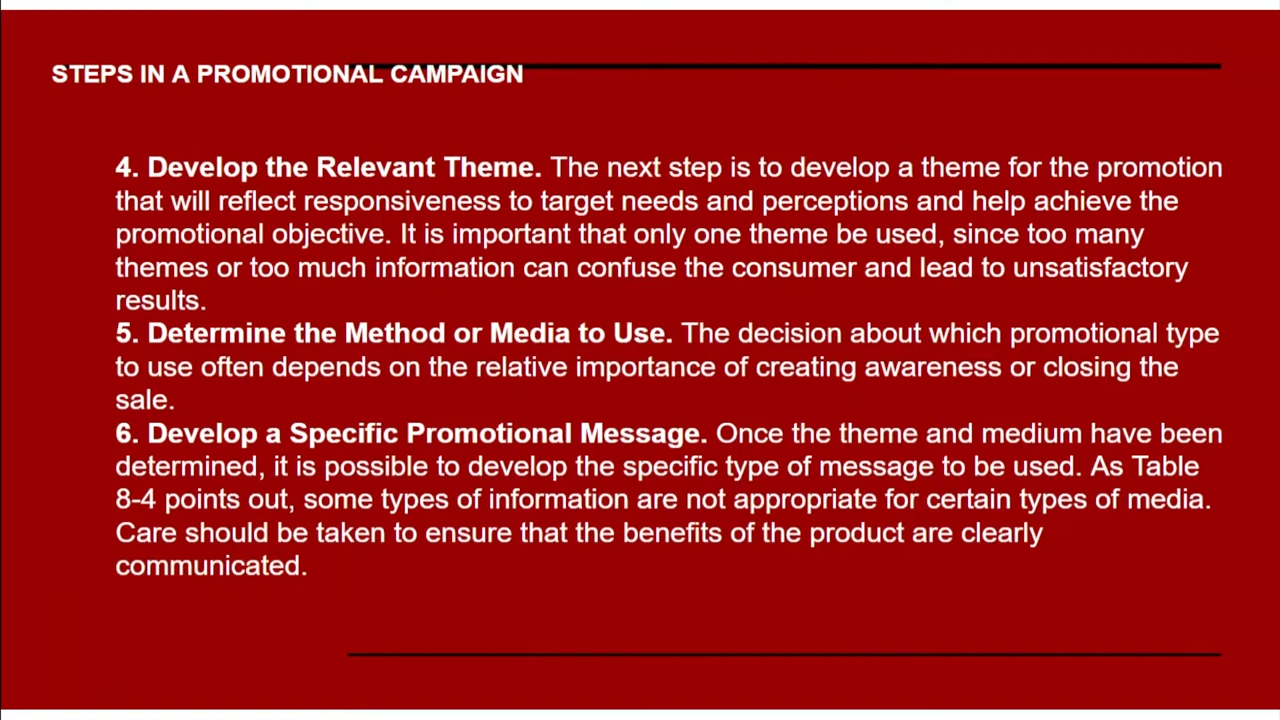 STEPS IN A PROMOTIONAL CAMPAIGN
4. Develop the Relevant Theme. The next step is to develop a theme for the promotion
that will reflect responsiveness to target needs and perceptions and help achieve the
promotional objective. It is important that only one theme be used, since too many
themes or too much information can confuse the consumer and lead to unsatisfactory
results.
5. Determine the Method or Media to Use. The decision about which promotional type
to use often depends on the relative importance of creating awareness or closing the
sale.
6. Develop a Specific Promotional Message. Once the theme and medium have been
determined, it is possible to develop the specific type of message to be used. As Table
8-4 points out, some types of information are not appropriate for certain types of media.
Care should be taken to ensure that the benefits of the product are clearly
communicated.